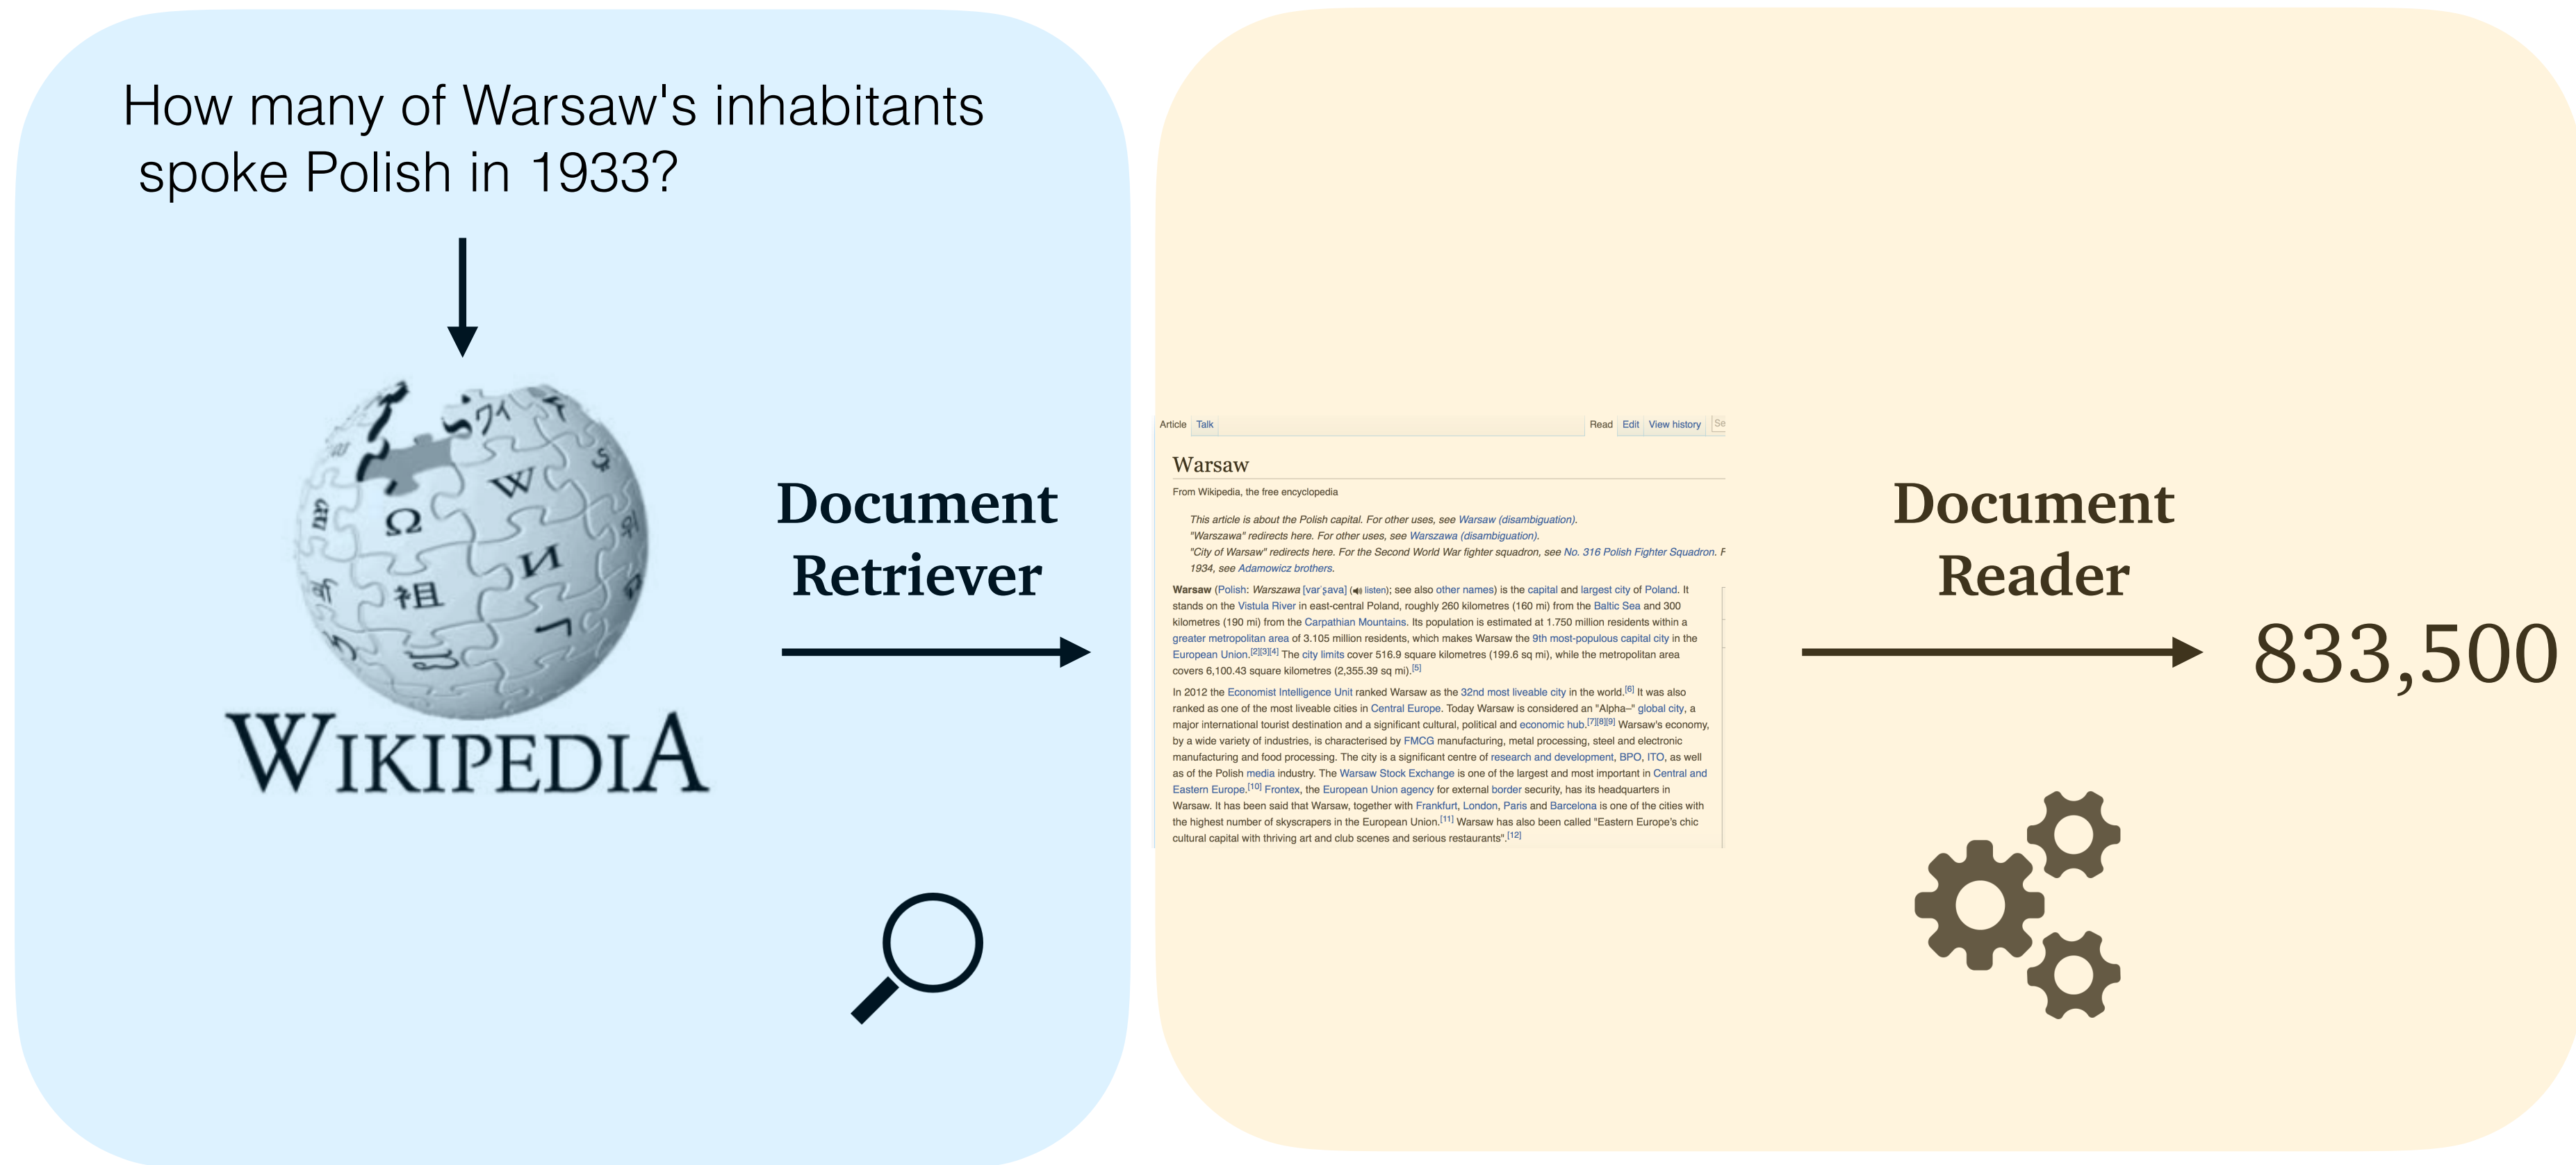 How many of Warsaw's inhabitants
spoke Polish in 1933?
Ω
W
И
祖
7
WIKIPEDIA
Document
Retriever
Article Talk Read Edit View history Se
Warsaw
From Wikipedia, the free encyclopedia
This article is about the Polish capital. For other uses, see Warsaw (disambiguation).
"Warszawa" redirects here. For other uses, see Warszawa (disambiguation).
"City of Warsaw" redirects here. For the Second World War fighter squadron, see No. 316 Polish Fighter Squadron. F
1934, see Adamowicz brothers.
Warsaw (Polish: Warszawa [varˈʂava] (listen); see also other names) is the capital and largest city of Poland. It
stands on the Vistula River in east-central Poland, roughly 260 kilometres (160 mi) from the Baltic Sea and 300
kilometres (190 mi) from the Carpathian Mountains. Its population is estimated at 1.750 million residents within a
greater metropolitan area of 3.105 million residents, which makes Warsaw the 9th most-populous capital city in the
European Union.[2][3][4] The city limits cover 516.9 square kilometres (199.6 sq mi), while the metropolitan area
covers 6,100.43 square kilometres (2,355.39 sq mi).[5]
In 2012 the Economist Intelligence Unit ranked Warsaw as the 32nd most liveable city in the world.[6] It was also
ranked as one of the most liveable cities in Central Europe. Today Warsaw is considered an "Alpha–" global city, a
major international tourist destination and a significant cultural, political and economic hub.[7][8][9] Warsaw's economy,
by a wide variety of industries, is characterised by FMCG manufacturing, metal processing, steel and electronic
manufacturing and food processing. The city is a significant centre of research and development, BPO, ITO, as well
as of the Polish media industry. The Warsaw Stock Exchange is one of the largest and most important in Central and
Eastern Europe.[10] Frontex, the European Union agency for external border security, has its headquarters in
Warsaw. It has been said that Warsaw, together with Frankfurt, London, Paris and Barcelona is one of the cities with
the highest number of skyscrapers in the European Union.[11] Warsaw has also been called "Eastern Europe's chic
cultural capital with thriving art and club scenes and serious restaurants".[12]
Document
Reader
833,500